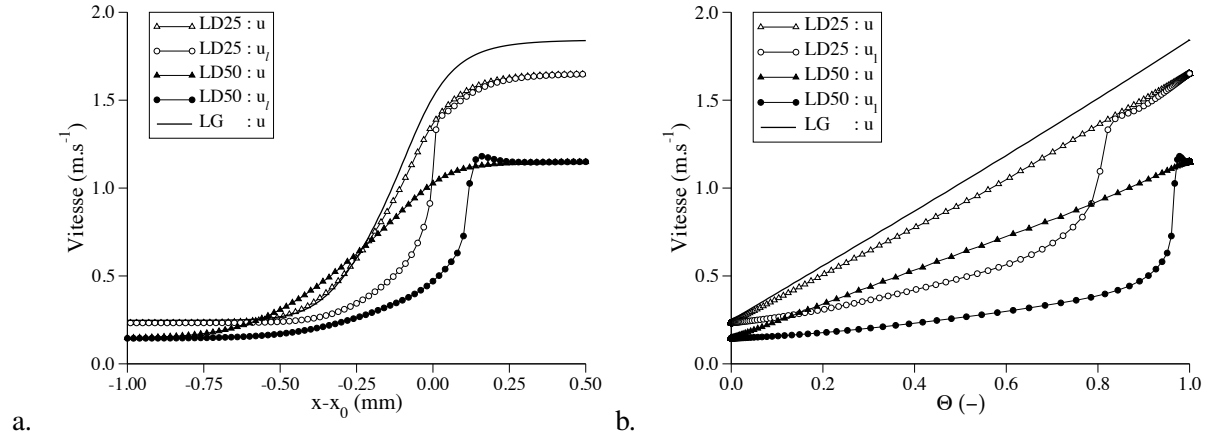 2.0
1.5
1.0
0.5
0.0
Vitesse (m.s⁻¹)
LD25 : u
LD25 : uₗ
LD50 : u
LD50 : uₗ
LG : u
-1.00
-0.75
-0.50
-0.25
0.00
0.25
0.50
x-x₀ (mm)
a.
2.0
1.5
1.0
0.5
0.0
Vitesse (m.s⁻¹)
LD25 : u
LD25 : u₁
LD50 : u
LD50 : u₁
LG : u
0.0
0.2
0.4
0.6
0.8
1.0
Θ (−)
b.